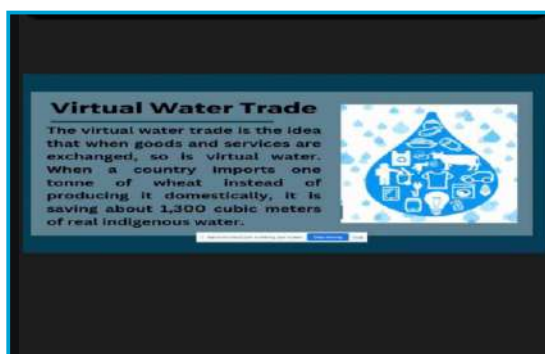 Virtual Water Trade
The virtual water trade is the idea
that when goods and services are
exchanged, so is virtual water.
When a country imports one
tonne of wheat instead of
producing it domestically, it is
saving about 1,300 cubic meters
of real indigenous water.